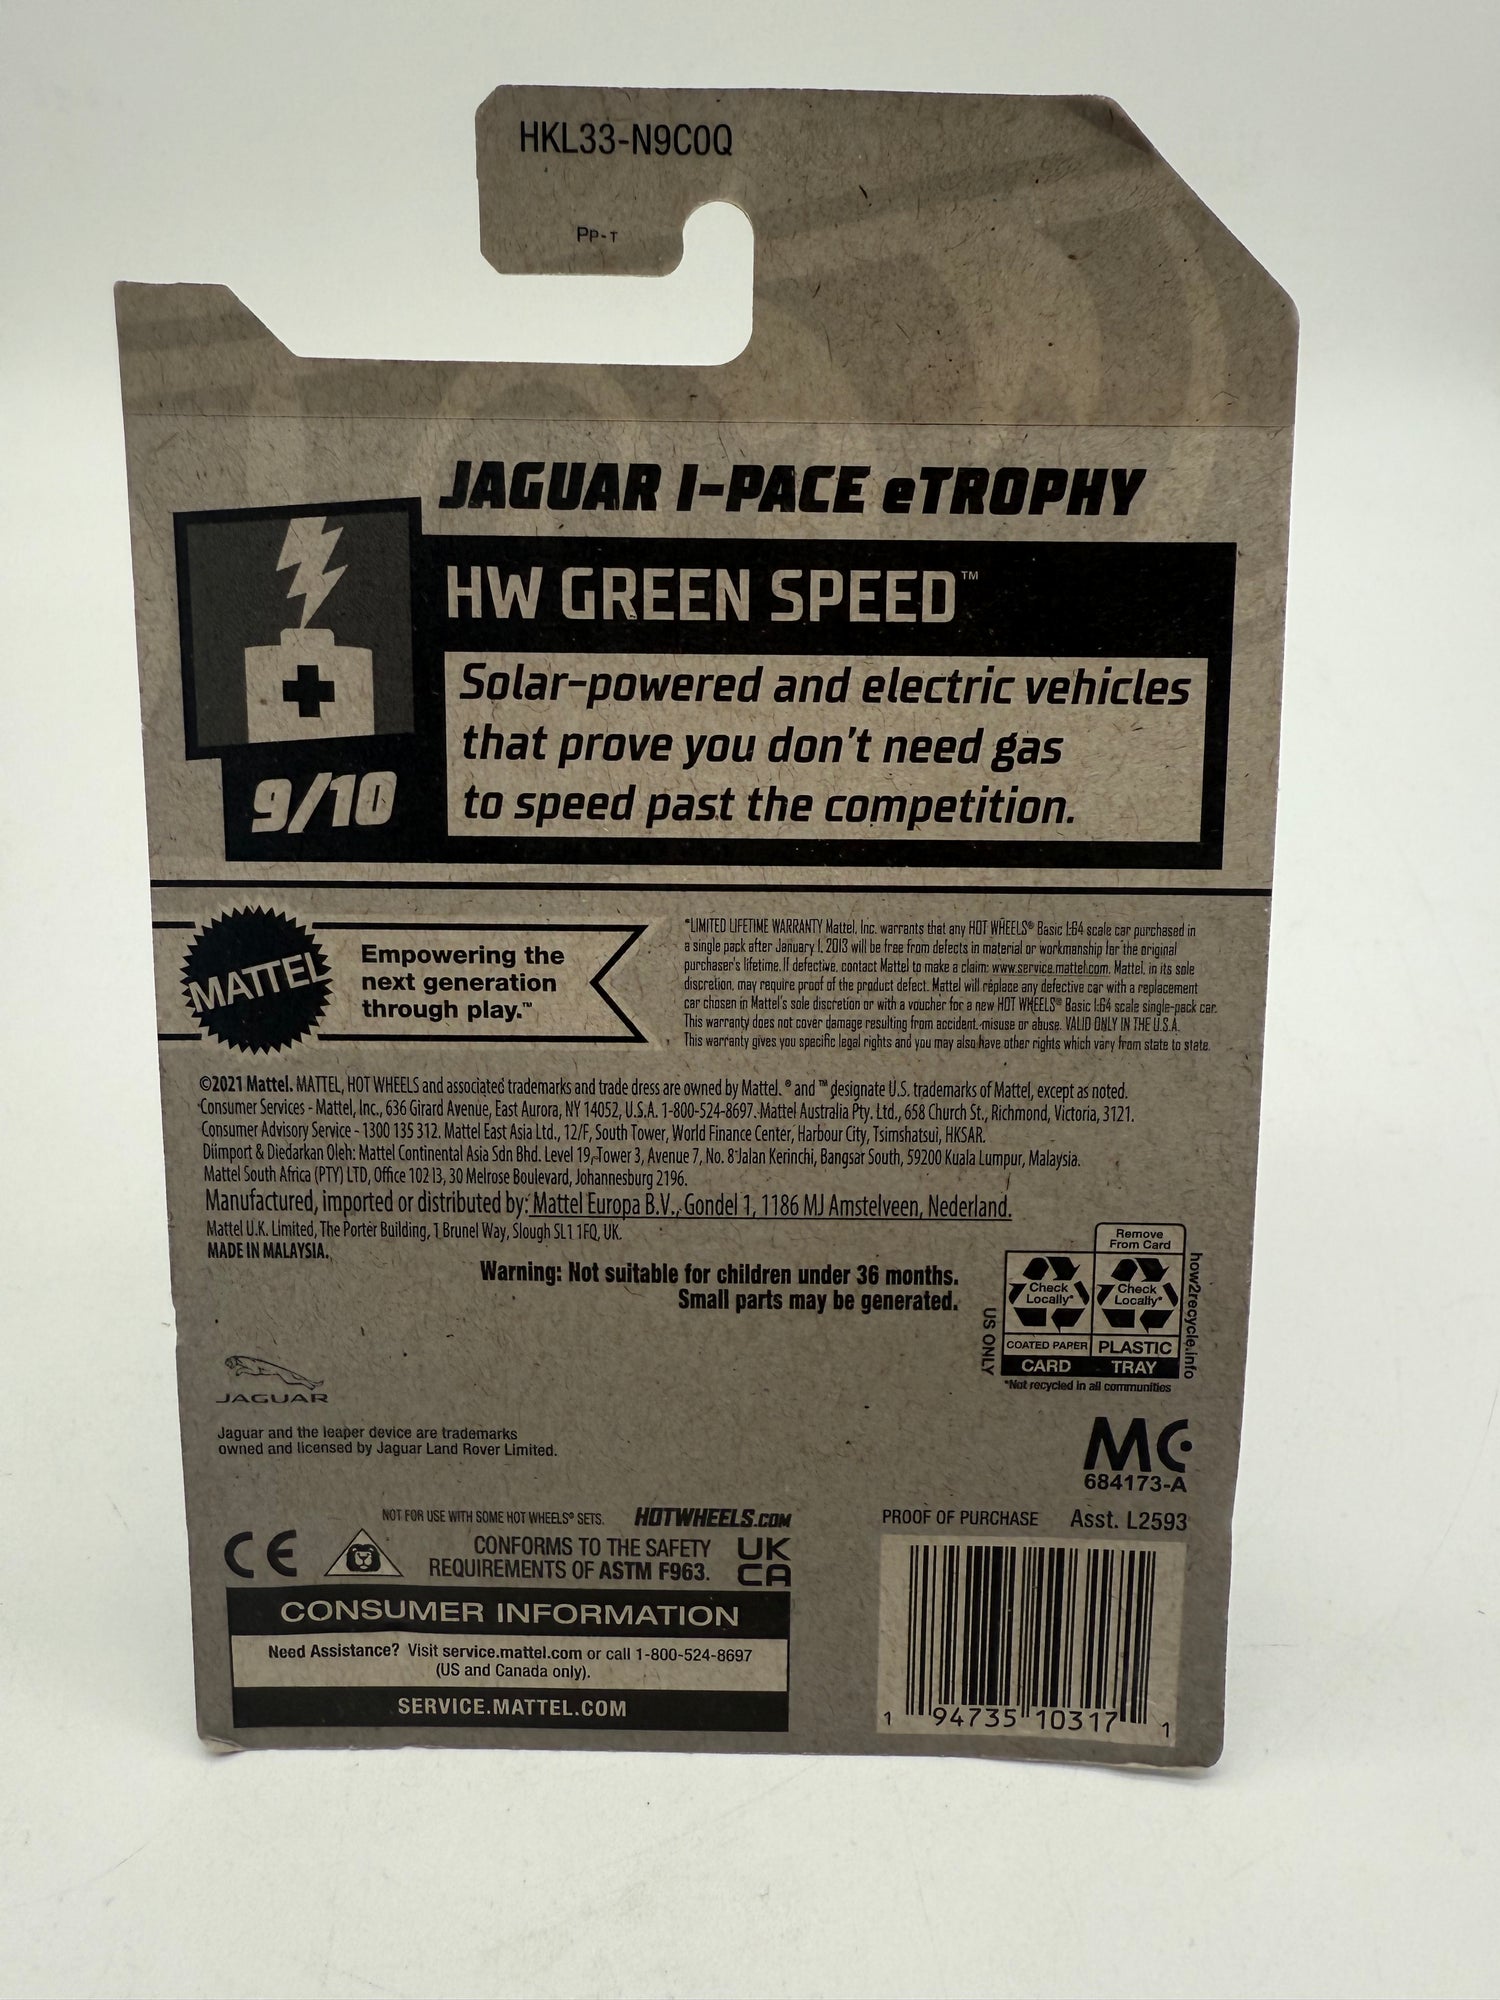 HKL33-N9C0Q
PP-T
JAGUAR I-PACE eTROPHY
HW GREEN SPEED™
Solar-powered and electric vehicles
that prove you don't need gas
to speed past the competition.
9/10
MATTEL
Empowering the
next generation
through play.™
*LIMITED LIFETIME WARRANTY Mattel, Inc. warrants that any HOT WHEELS® Basic 1:64 scale car purchased in
a single pack after January 1, 2013 will be free from defects in material or workmanship for the original
purchaser's lifetime. If defective, contact Mattel to make a claim: www.service.mattel.com. Mattel, in its sole
discretion, may require proof of the product defect. Mattel will replace any defective car with a replacement
car chosen in Mattel's sole discretion or with a voucher for a new HOT WHEELS® Basic 1:64 scale single-pack car.
This warranty does not cover damage resulting from accident, misuse or abuse. VALID ONLY IN THE U.S.A.
This warranty gives you specific legal rights and you may also have other rights which vary from state to state.
©2021 Mattel. MATTEL, HOT WHEELS and associated trademarks and trade dress are owned by Mattel. ® and ™ designate U.S. trademarks of Mattel, except as noted.
Consumer Services - Mattel, Inc., 636 Girard Avenue, East Aurora, NY 14052, U.S.A. 1-800-524-8697. Mattel Australia Pty. Ltd., 658 Church St., Richmond, Victoria, 3121.
Consumer Advisory Service - 1300 135 312. Mattel East Asia Ltd., 12/F, South Tower, World Finance Center, Harbour City, Tsimshatsui, HKSAR.
Diimport & Diedarkan Oleh: Mattel Continental Asia Sdn Bhd. Level 19, Tower 3, Avenue 7, No. 8 Jalan Kerinchi, Bangsar South, 59200 Kuala Lumpur, Malaysia.
Mattel South Africa (PTY) LTD, Office 102 I3, 30 Melrose Boulevard, Johannesburg 2196.
Manufactured, imported or distributed by: Mattel Europa B.V., Gondel 1, 1186 MJ Amstelveen, Nederland.
Mattel U.K. Limited, The Porter Building, 1 Brunel Way, Slough SL1 1FQ, UK.
MADE IN MALAYSIA.
Warning: Not suitable for children under 36 months.
Small parts may be generated.
Remove
From Card
Check
Locally*
Check
Locally*
COATED PAPER
PLASTIC
CARD
TRAY
US ONLY
how2recycle.info
*Not recycled in all communities
JAGUAR
Jaguar and the leaper device are trademarks
owned and licensed by Jaguar Land Rover Limited.
MC
684173-A
NOT FOR USE WITH SOME HOT WHEELS® SETS.
HOTWHEELS.COM
CE
CONFORMS TO THE SAFETY
REQUIREMENTS OF ASTM F963.
UK
CA
PROOF OF PURCHASE
Asst. L2593
CONSUMER INFORMATION
Need Assistance? Visit service.mattel.com or call 1-800-524-8697
(US and Canada only).
SERVICE.MATTEL.COM
1 94735 10317 1